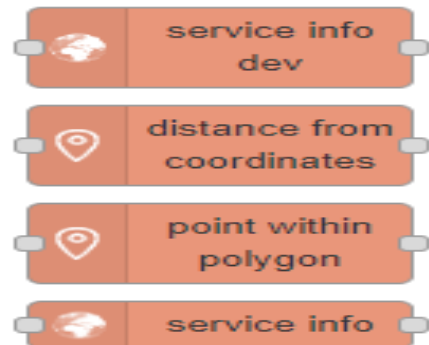 service info
dev
distance from
coordinates
point within
polygon
service info